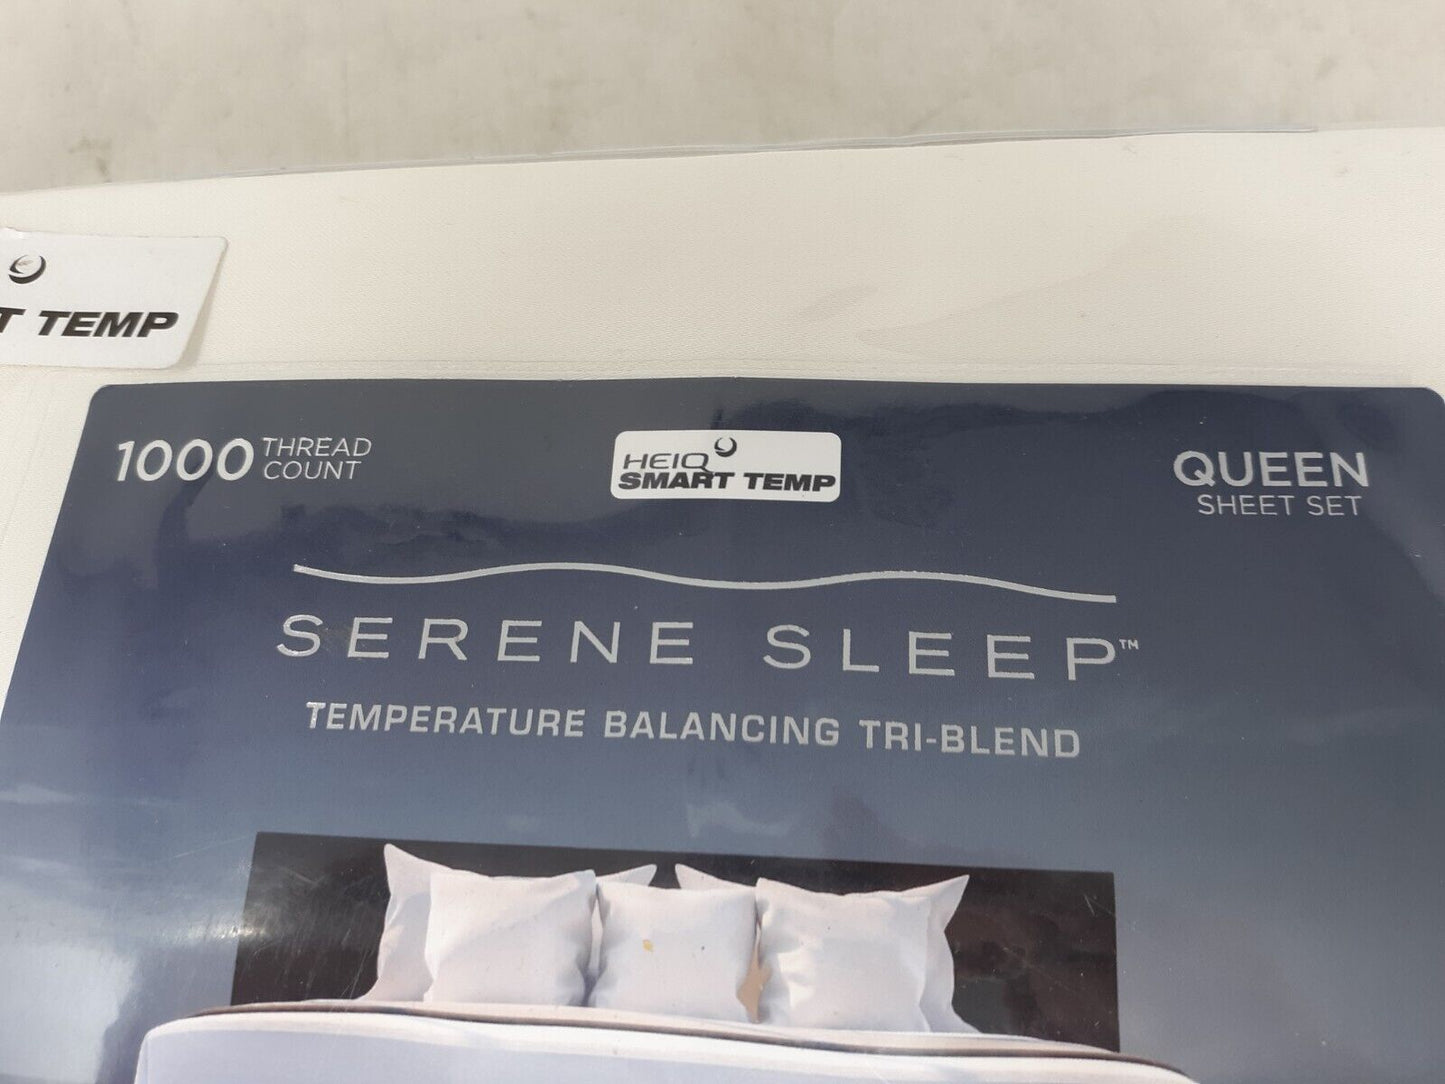 T TEMP
1000 THREAD COUNT
HEIQ
SMART TEMP
QUEEN
SHEET SET
SERENE SLEEP™
TEMPERATURE BALANCING TRI-BLEND